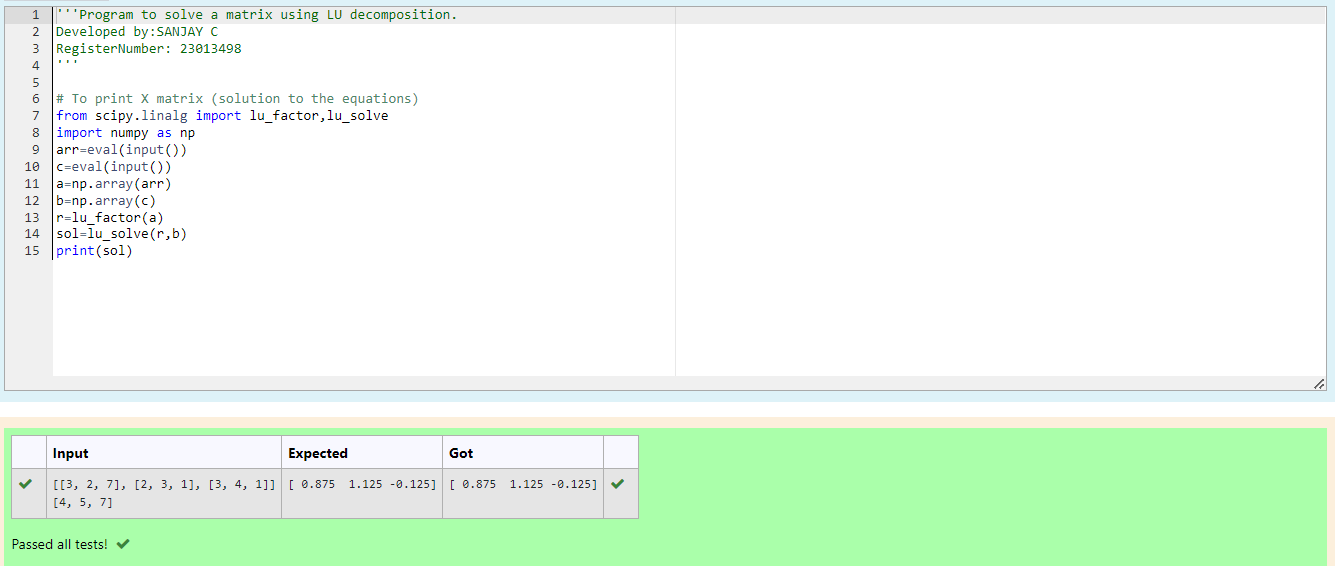 1 '''Program to solve a matrix using LU decomposition.
2 Developed by:SANJAY C
3 RegisterNumber: 23013498
4 '''
5
6 # To print X matrix (solution to the equations)
7 from scipy.linalg import lu_factor,lu_solve
8 import numpy as np
9 arr=eval(input())
10 c=eval(input())
11 a=np.array(arr)
12 b=np.array(c)
13 r=lu_factor(a)
14 sol=lu_solve(r,b)
15 print(sol)
Input Expected Got
[[3, 2, 7], [2, 3, 1], [3, 4, 1]] [ 0.875  1.125 -0.125] [ 0.875  1.125 -0.125]
[4, 5, 7]
Passed all tests!